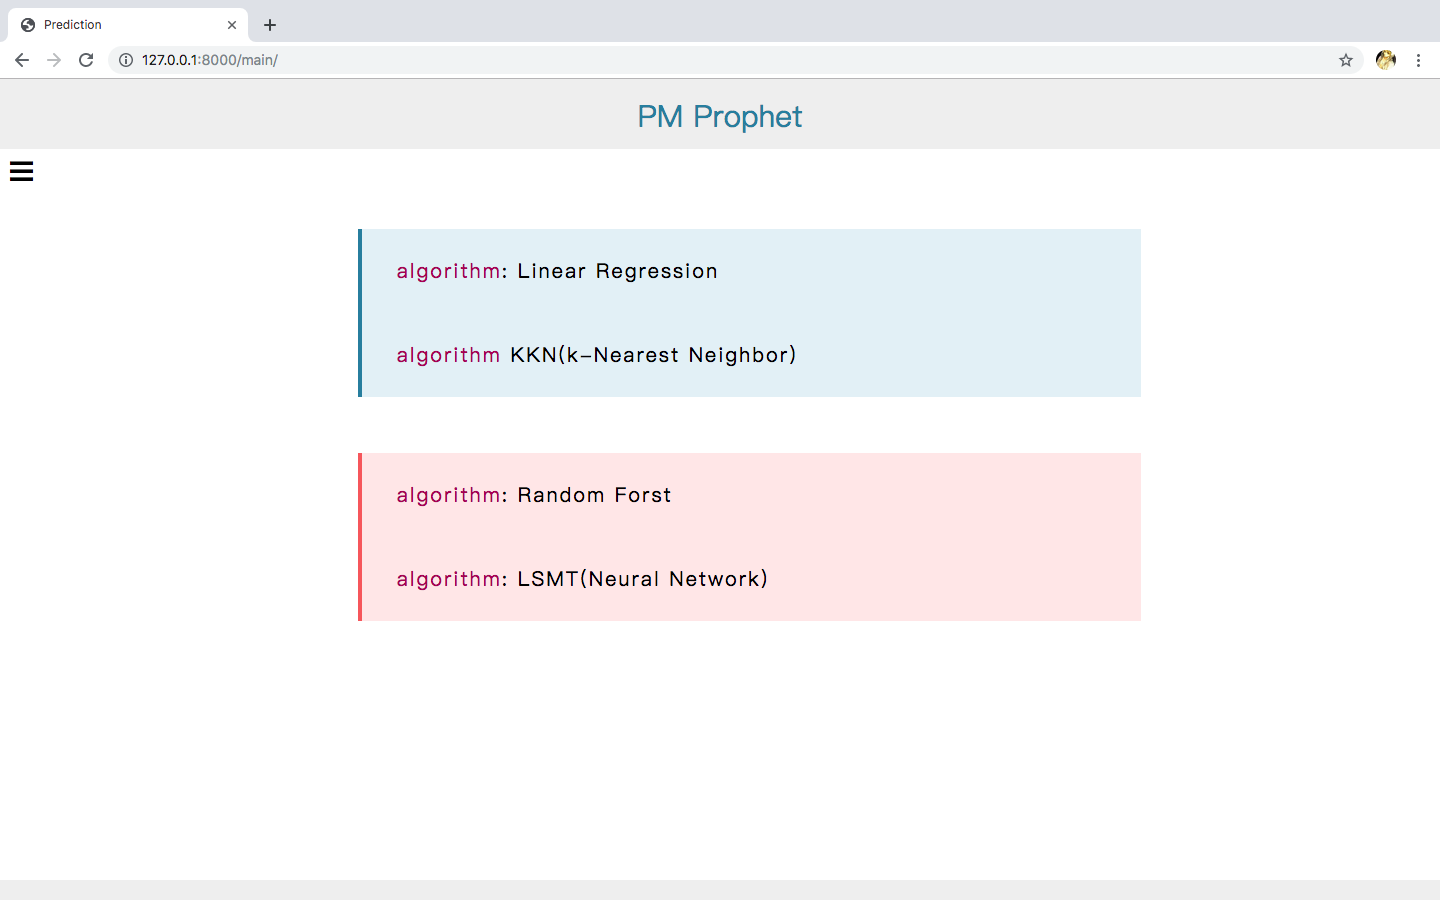 Prediction
127.0.0.1:8000/main/
PM Prophet
algorithm: Linear Regression
algorithm KKN(k-Nearest Neighbor)
algorithm: Random Forst
algorithm: LSMT(Neural Network)